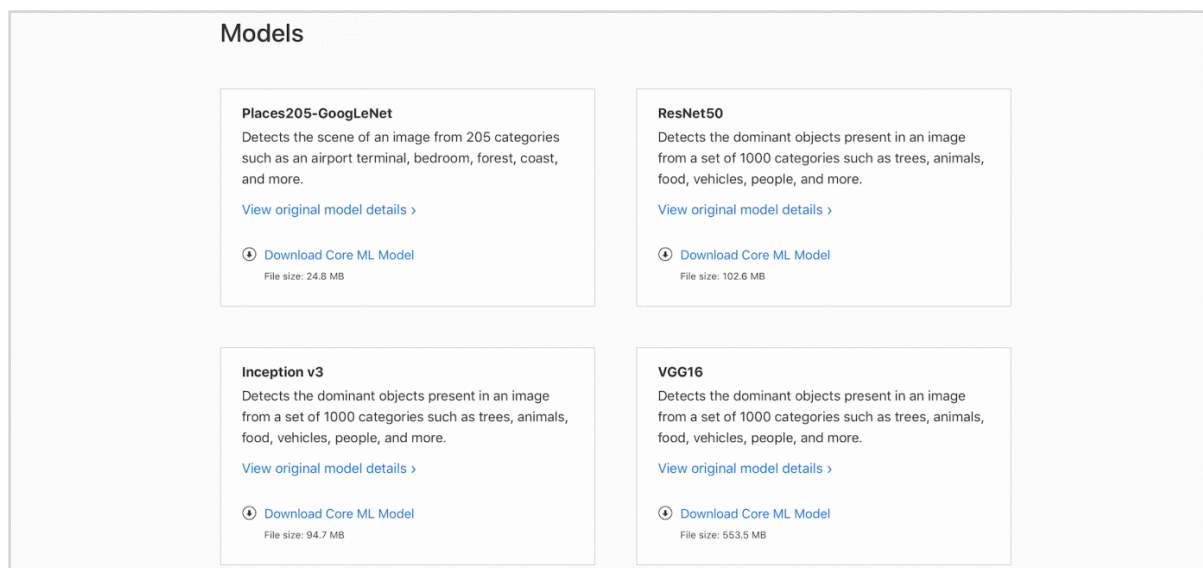 Models
Places205-GoogLeNet
Detects the scene of an image from 205 categories
such as an airport terminal, bedroom, forest, coast,
and more.
View original model details ›
Download Core ML Model
File size: 24.8 MB
ResNet50
Detects the dominant objects present in an image
from a set of 1000 categories such as trees, animals,
food, vehicles, people, and more.
View original model details ›
Download Core ML Model
File size: 102.6 MB
Inception v3
Detects the dominant objects present in an image
from a set of 1000 categories such as trees, animals,
food, vehicles, people, and more.
View original model details ›
Download Core ML Model
File size: 94.7 MB
VGG16
Detects the dominant objects present in an image
from a set of 1000 categories such as trees, animals,
food, vehicles, people, and more.
View original model details ›
Download Core ML Model
File size: 553.5 MB